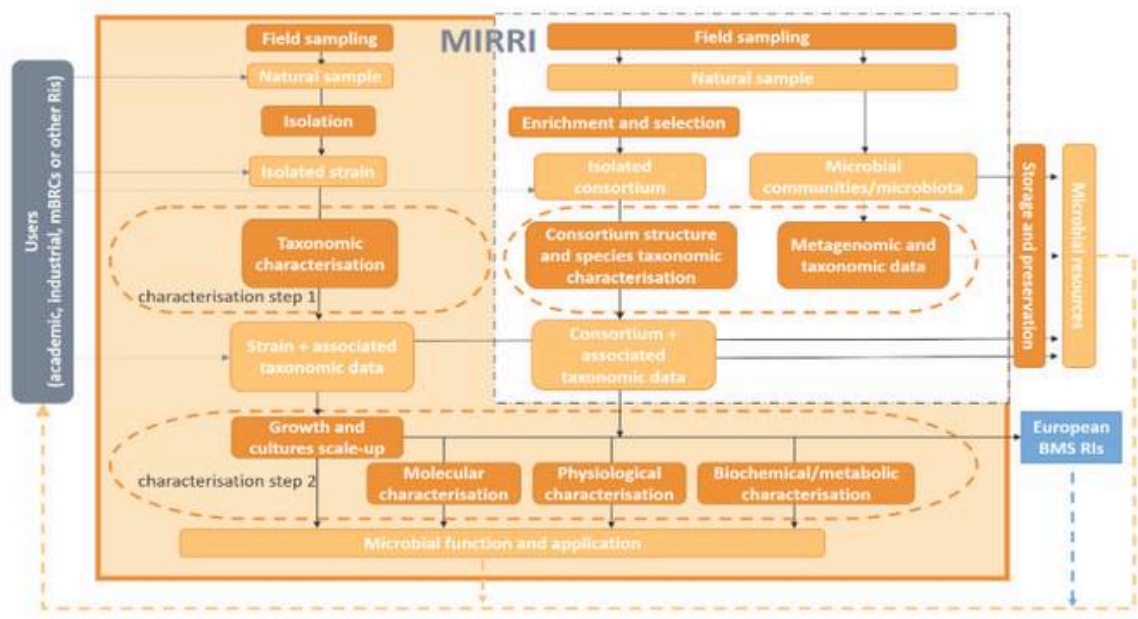 MIRRI
Users
(academic, industrial, mBRCs or other Ris)
Field sampling
Natural sample
Isolation
Isolated strain
Taxonomic
characterisation
characterisation step 1
Strain + associated
taxonomic data
Field sampling
Natural sample
Enrichment and selection
Isolated
consortium
Microbial
communities/microbiota
Consortium structure
and species taxonomic
characterisation
Metagenomic and
taxonomic data
Consortium +
associated
taxonomic data
Storage and preservation
Microbial resources
Growth and
cultures scale-up
characterisation step 2
Molecular
characterisation
Physiological
characterisation
Biochemical/metabolic
characterisation
European
BMS RIs
Microbial function and application